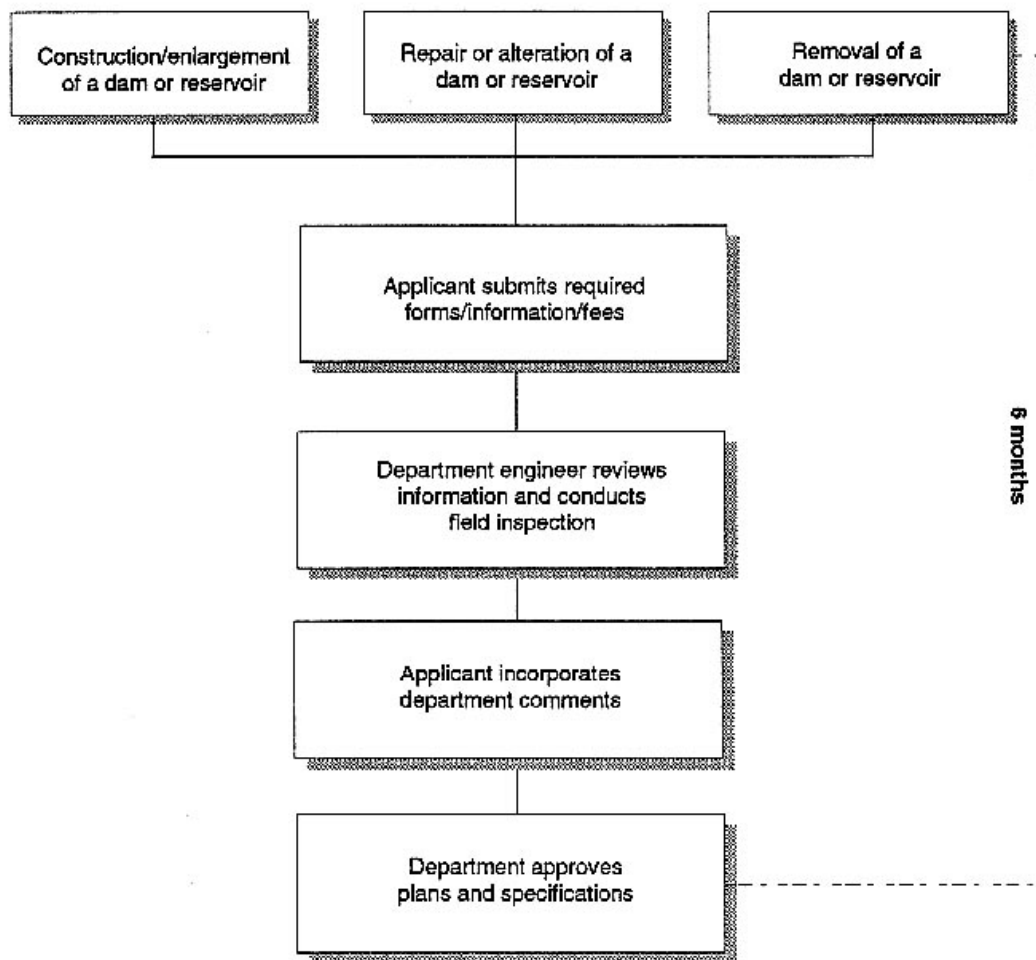 Construction/enlargement
of a dam or reservoir
Repair or alteration of a
dam or reservoir
Removal of a
dam or reservoir
Applicant submits required
forms/information/fees
6 months
Department engineer reviews
information and conducts
field inspection
Applicant incorporates
department comments
Department approves
plans and specifications